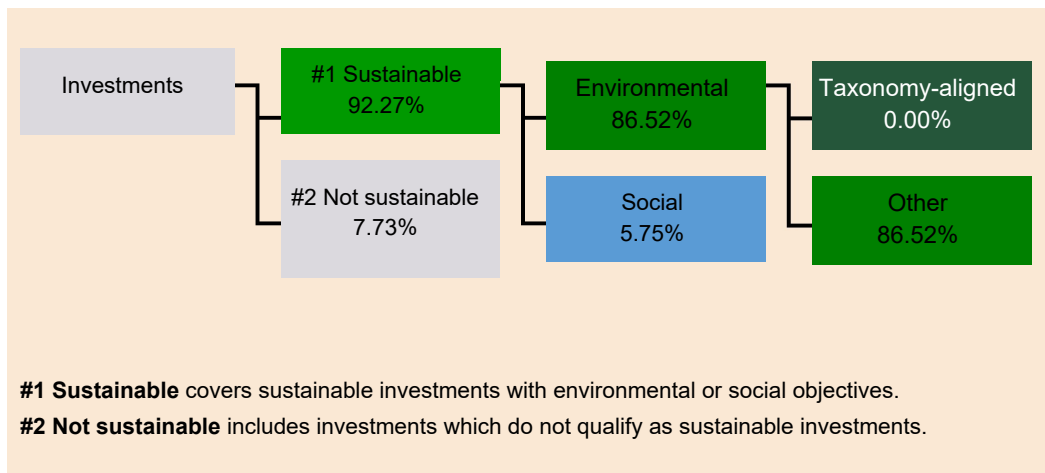 Investments
#1 Sustainable
92.27%
#2 Not sustainable
7.73%
Environmental
86.52%
Social
5.75%
Taxonomy-aligned
0.00%
Other
86.52%
#1 Sustainable covers sustainable investments with environmental or social objectives.
#2 Not sustainable includes investments which do not qualify as sustainable investments.